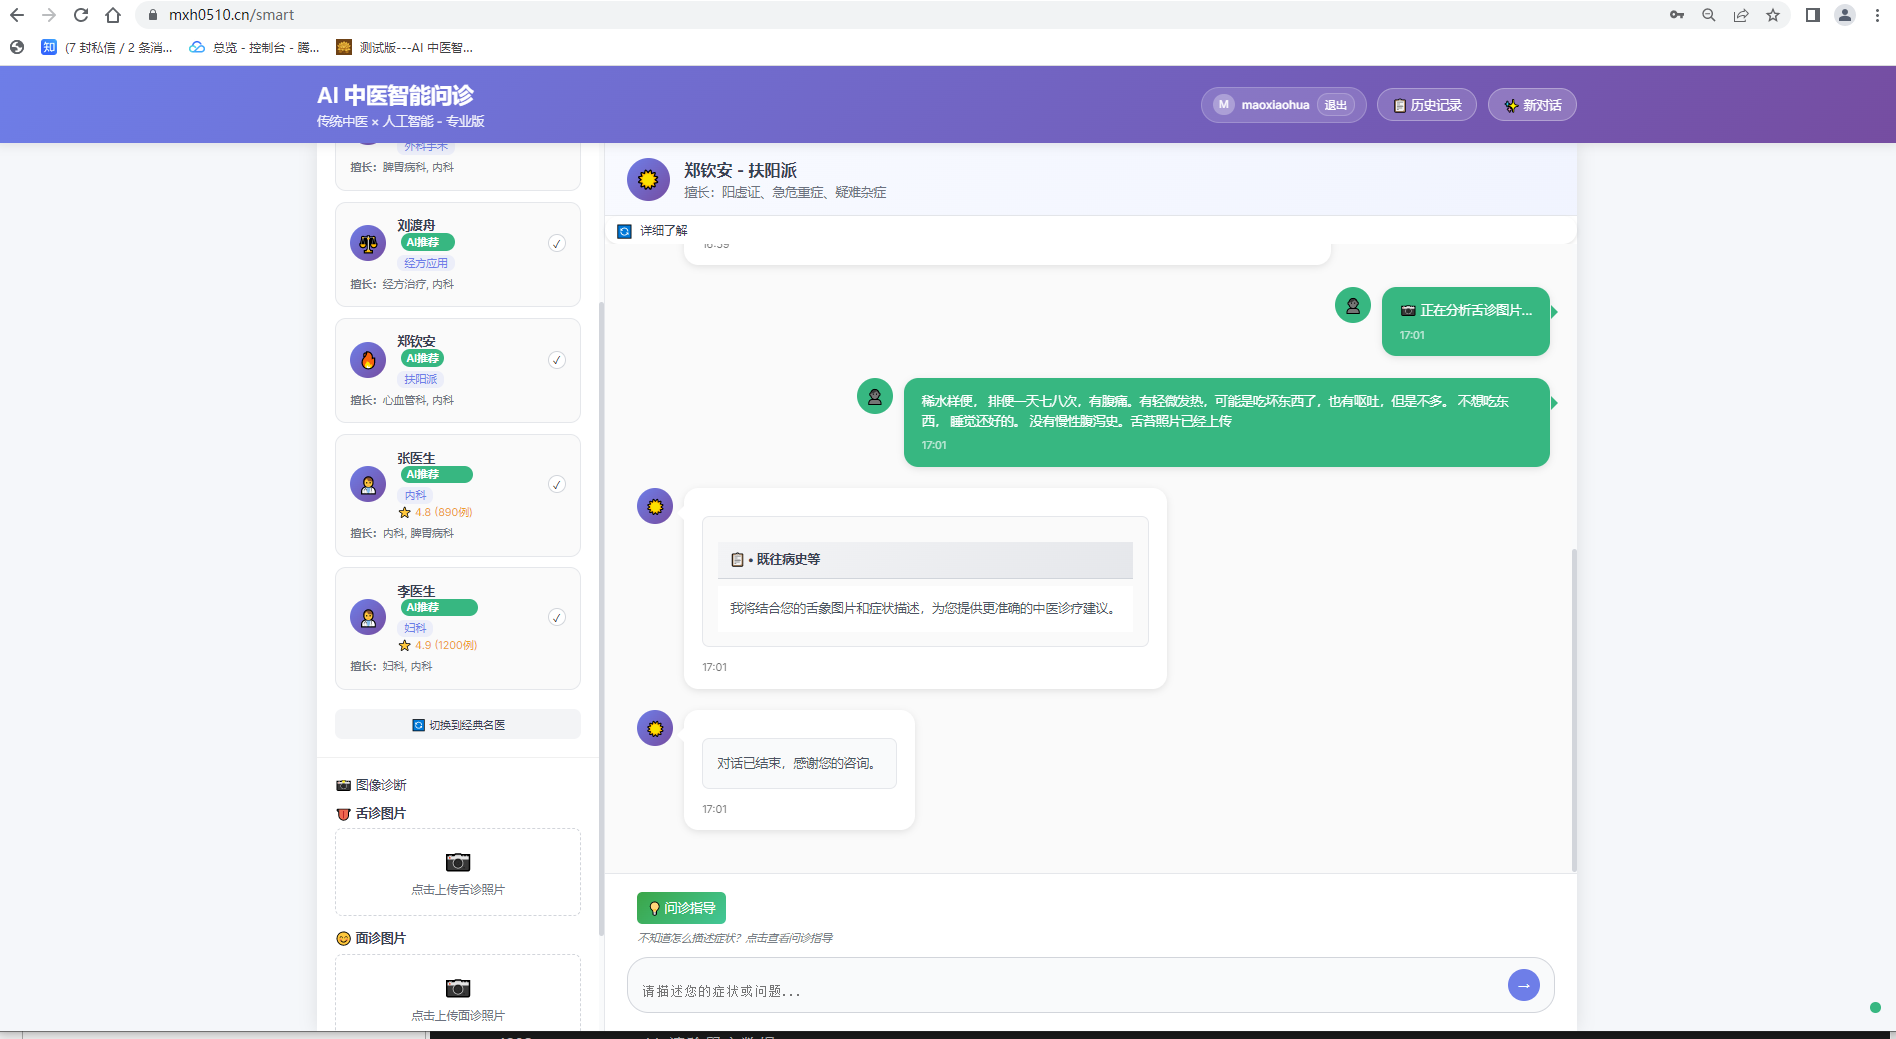 mxh0510.cn/smart
知 (7 封私信 / 2 条消...
总览 - 控制台 - 腾...
测试版---AI 中医智...
AI 中医智能问诊
传统中医 × 人工智能 - 专业版
M maoxiaohua 退出
历史记录
新对话
外科手术
擅长：脾胃病科, 内科
刘渡舟
AI推荐
经方应用
擅长：经方治疗, 内科
郑钦安
AI推荐
扶阳派
擅长：心血管科, 内科
张医生
AI推荐
内科
4.8 (890例)
擅长：内科, 脾胃病科
李医生
AI推荐
妇科
4.9 (1200例)
擅长：妇科, 内科
切换到经典名医
图像诊断
舌诊图片
点击上传舌诊照片
面诊图片
点击上传面诊照片
郑钦安 - 扶阳派
擅长：阳虚证、急危重症、疑难杂症
详细了解
16:59
正在分析舌诊图片...
17:01
稀水样便， 排便一天七八次，有腹痛。有轻微发热，可能是吃坏东西了，也有呕吐，但是不多。 不想吃东
西， 睡觉还好的。 没有慢性腹泻史。舌苔照片已经上传
17:01
• 既往病史等
我将结合您的舌象图片和症状描述，为您提供更准确的中医诊疗建议。
17:01
对话已结束，感谢您的咨询。
17:01
问诊指导
不知道怎么描述症状？点击查看问诊指导
请描述您的症状或问题...